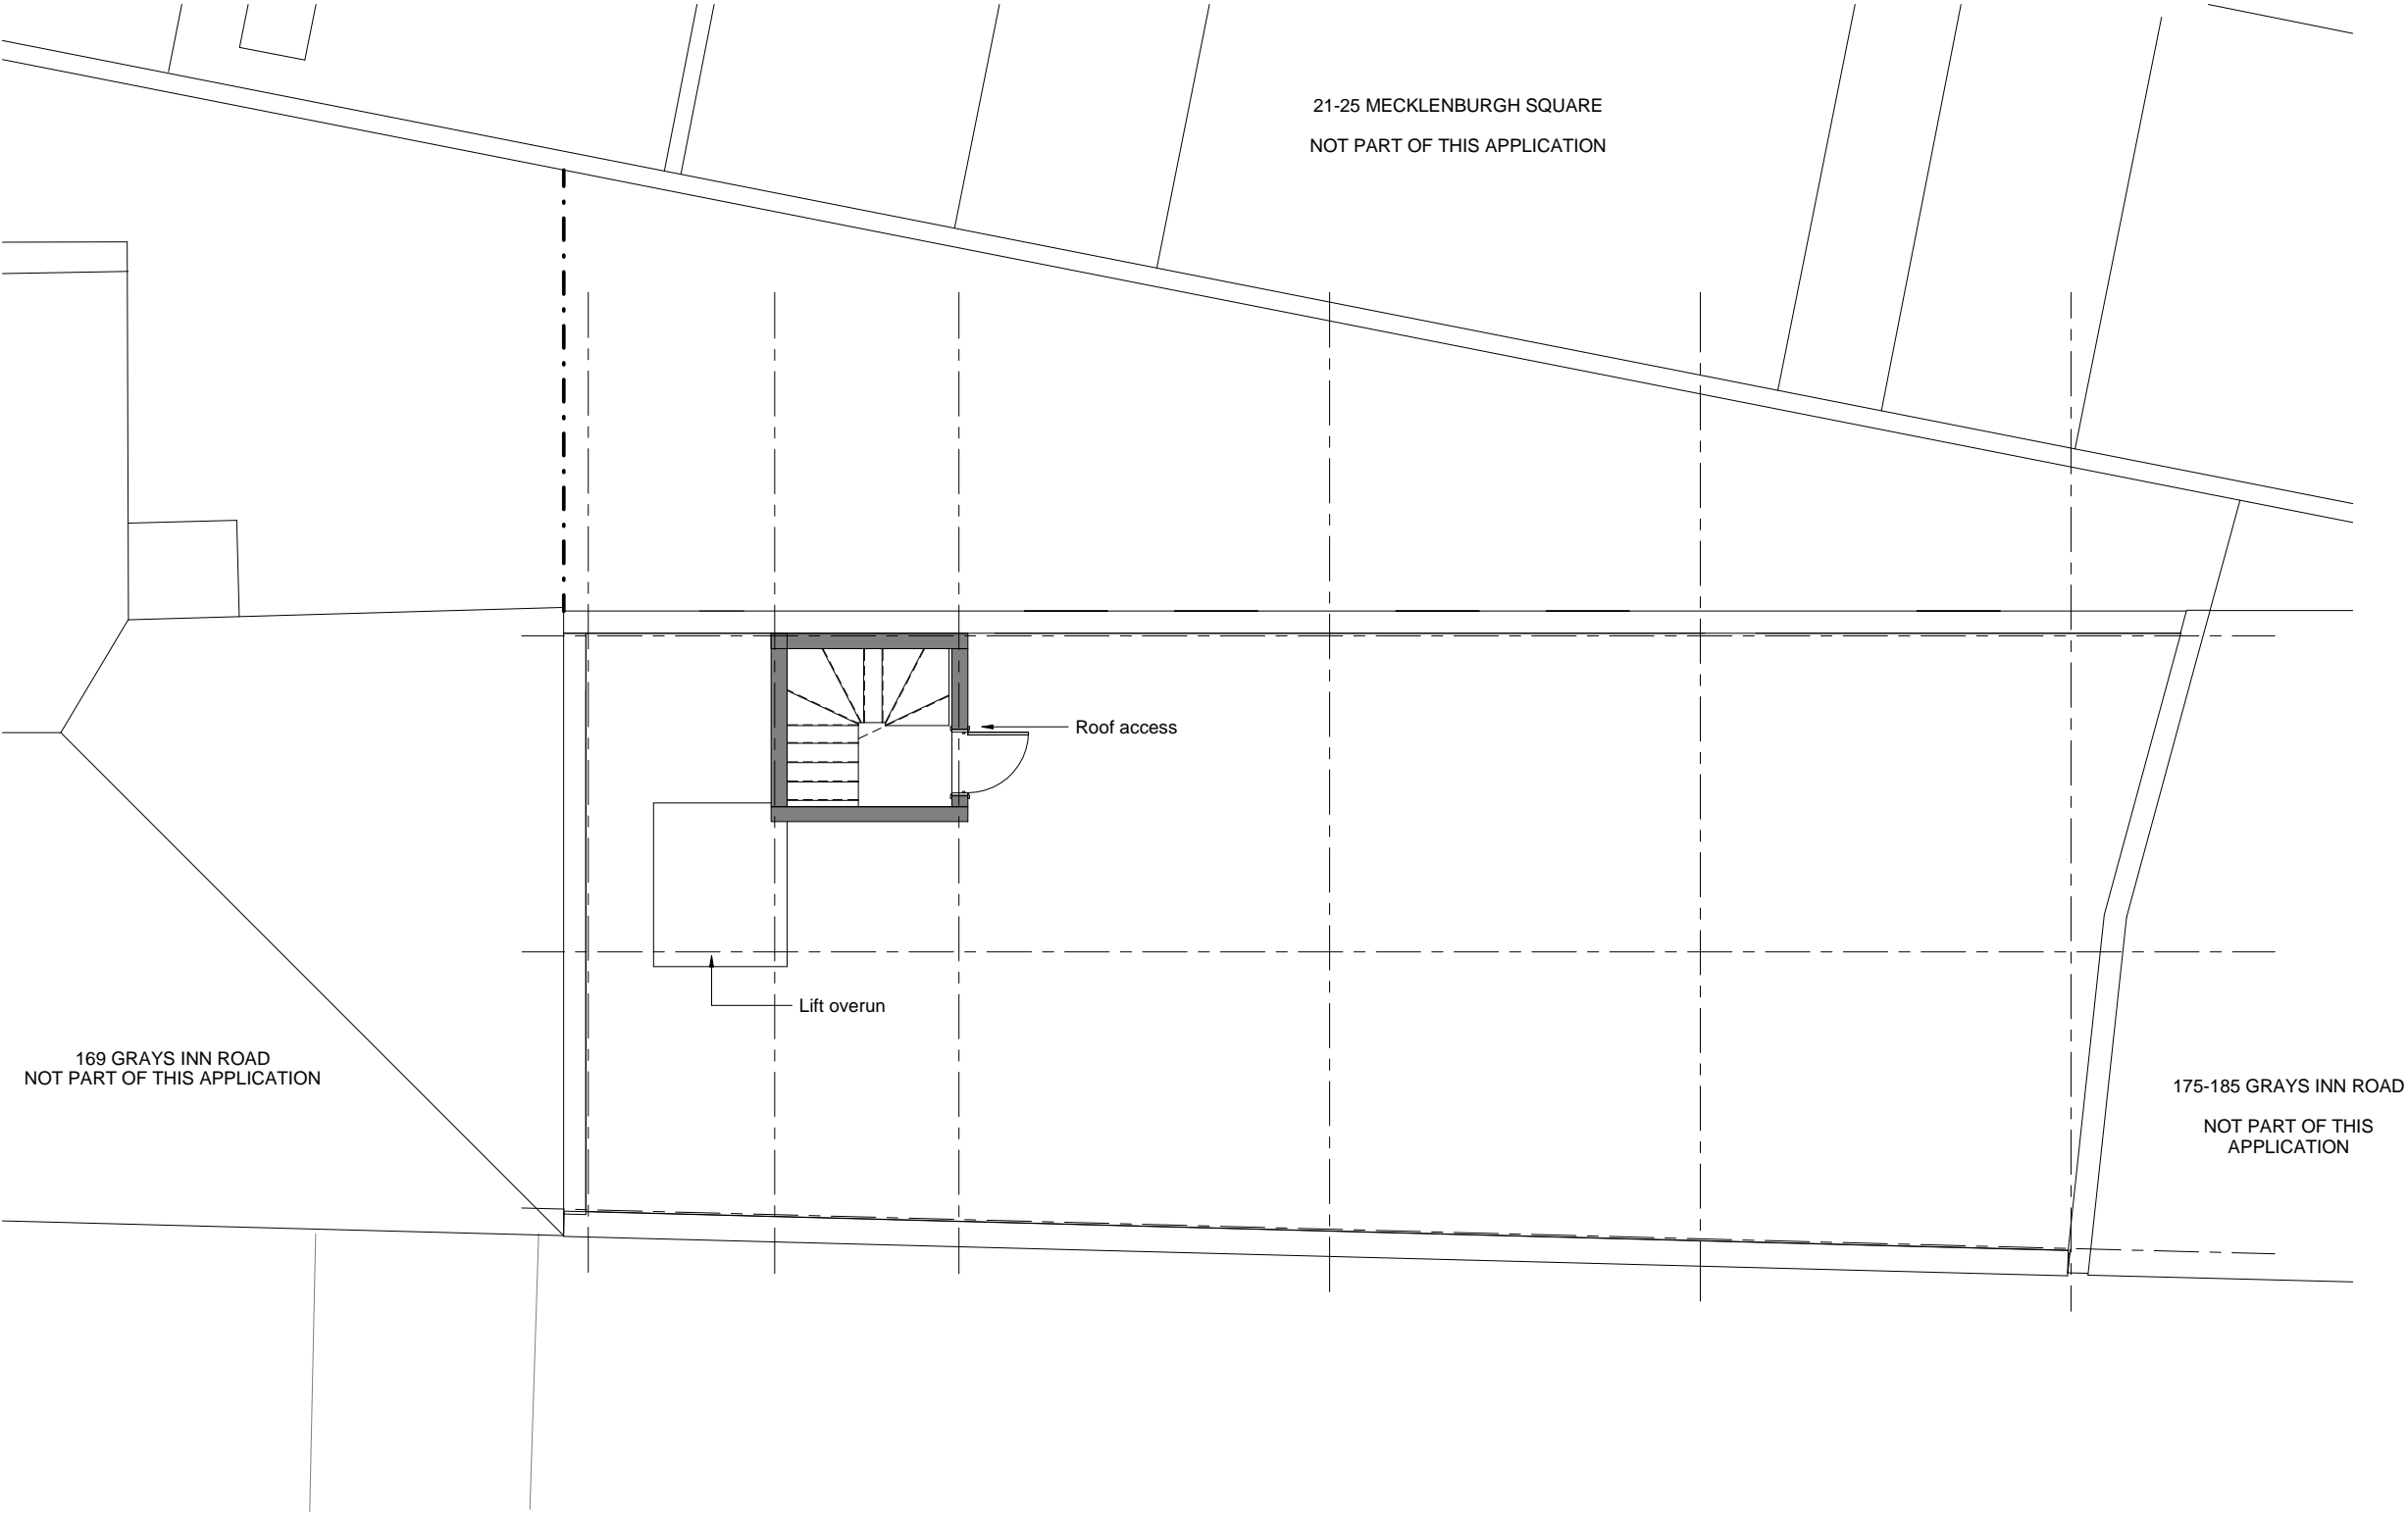 21-25 MECKLENBURGH SQUARE
NOT PART OF THIS APPLICATION
Roof access
Lift overun
169 GRAYS INN ROAD
NOT PART OF THIS APPLICATION
175-185 GRAYS INN ROAD
NOT PART OF THIS
APPLICATION